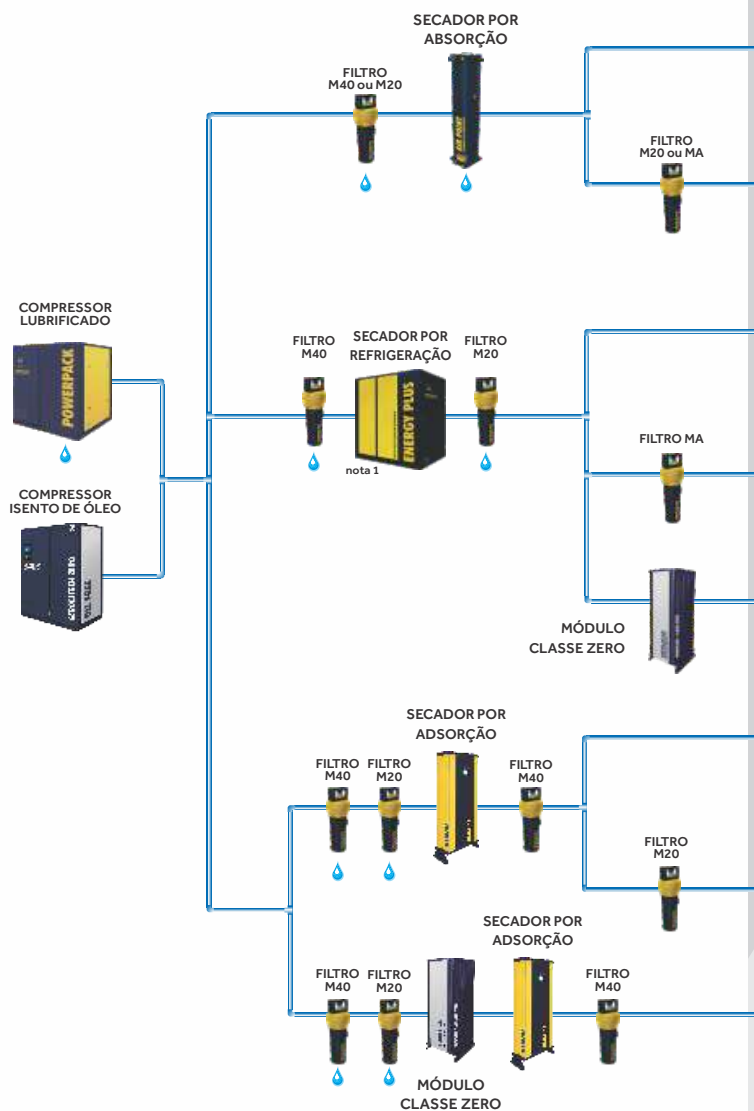 SECADOR POR
ABSORÇÃO
FILTRO
M40 ou M20
AIR POINT
FILTRO
M20 ou MA
COMPRESSOR
LUBRIFICADO
POWERPACK
FILTRO
M40
SECADOR POR
REFRIGERAÇÃO
ENERGY PLUS
nota 1
FILTRO
M20
FILTRO MA
COMPRESSOR
ISENTO DE ÓLEO
MÓDULO
CLASSE ZERO
SECADOR POR
ADSORÇÃO
FILTRO
M40
FILTRO
M20
FILTRO
M40
FILTRO
M20
SECADOR POR
ADSORÇÃO
FILTRO
M40
FILTRO
M20
FILTRO
M40
MÓDULO
CLASSE ZERO